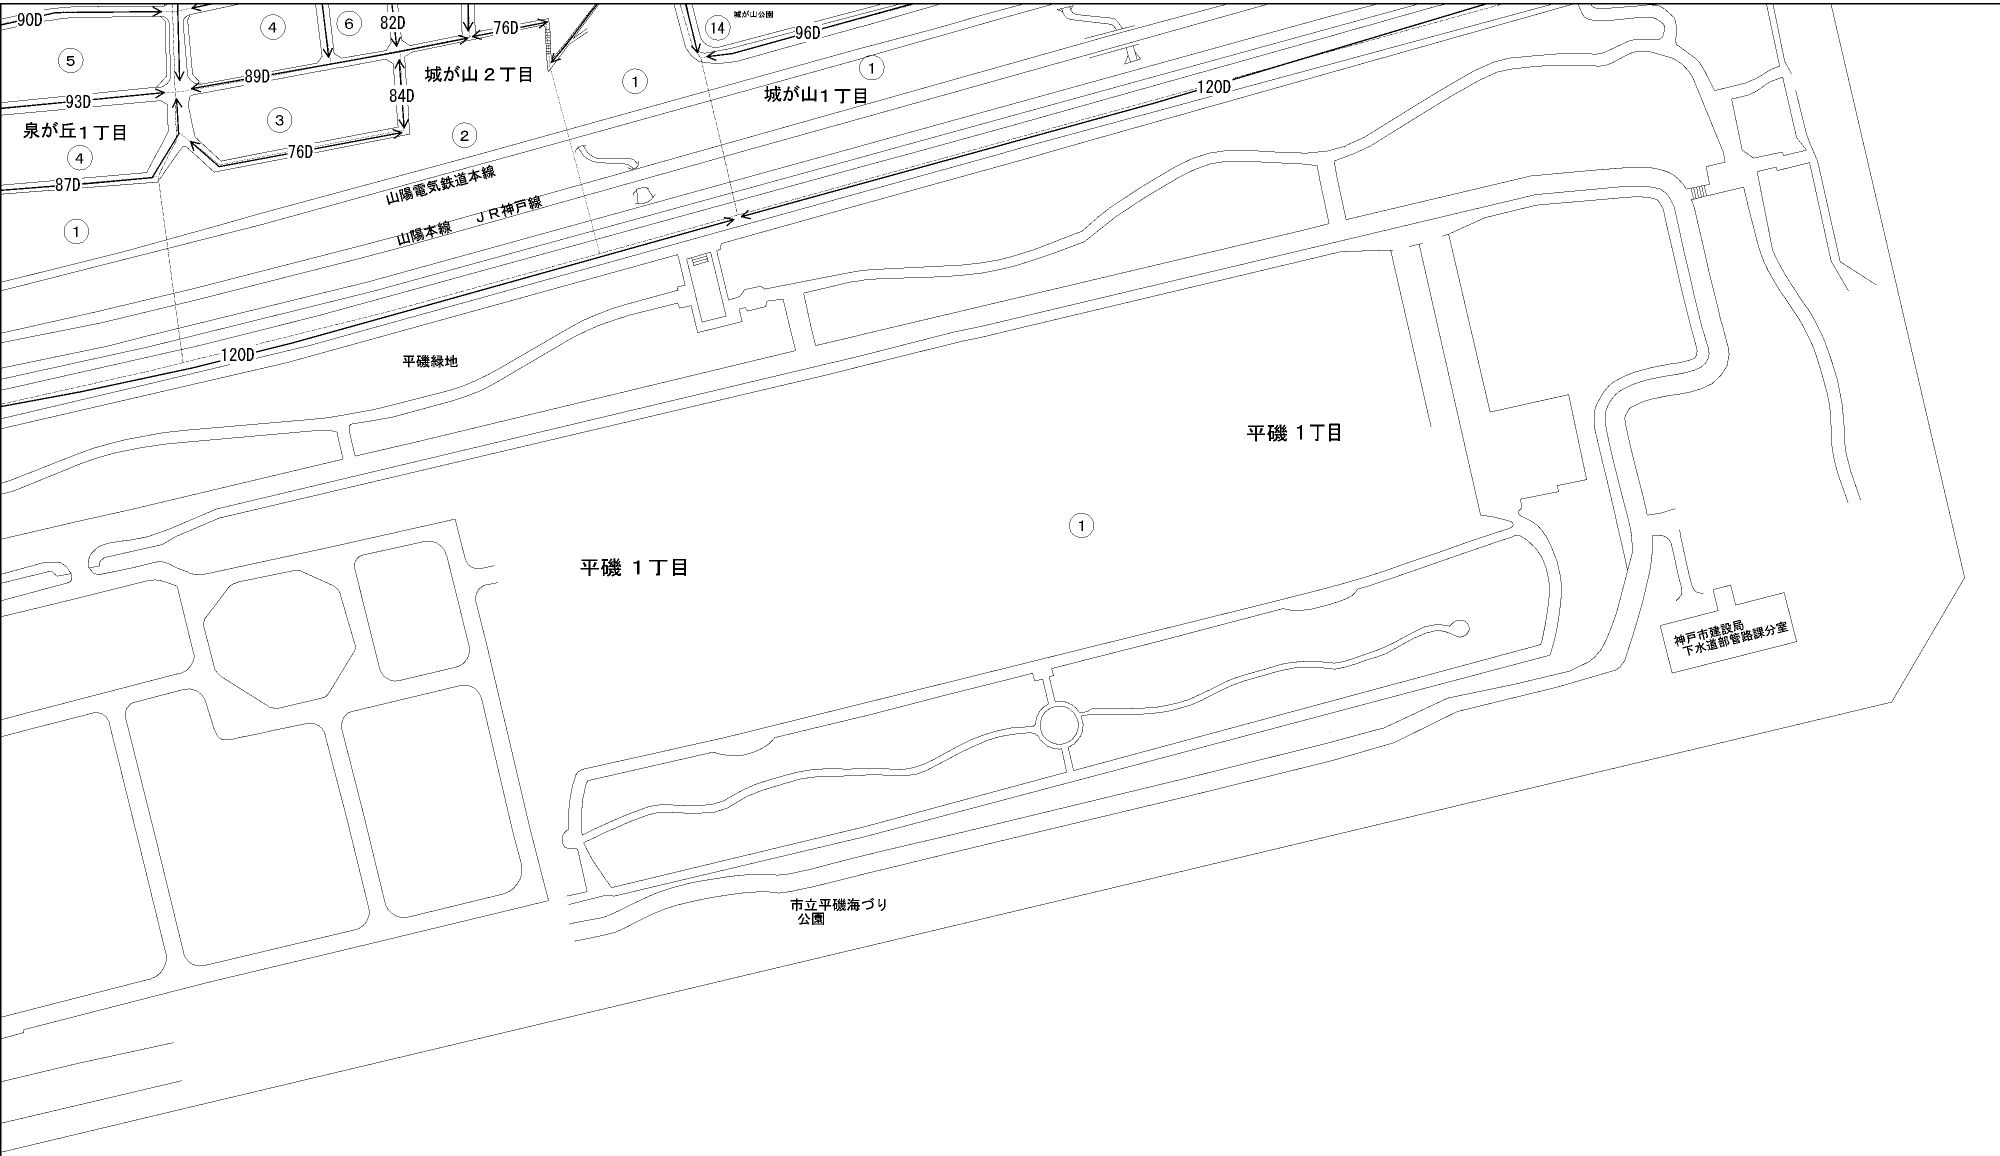 90D
4
6
82D
76D
14
城が山公園
96D
5
89D
城が山２丁目
1
1
城が山１丁目
120D
93D
84D
泉が丘１丁目
3
2
4
76D
87D
山陽電気鉄道本線
ＪＲ神戸線
山陽本線
1
120D
平磯緑地
平磯 １丁目
1
平磯 １丁目
神戸市建設局
下水道部管路課分室
市立平磯海づり
公園